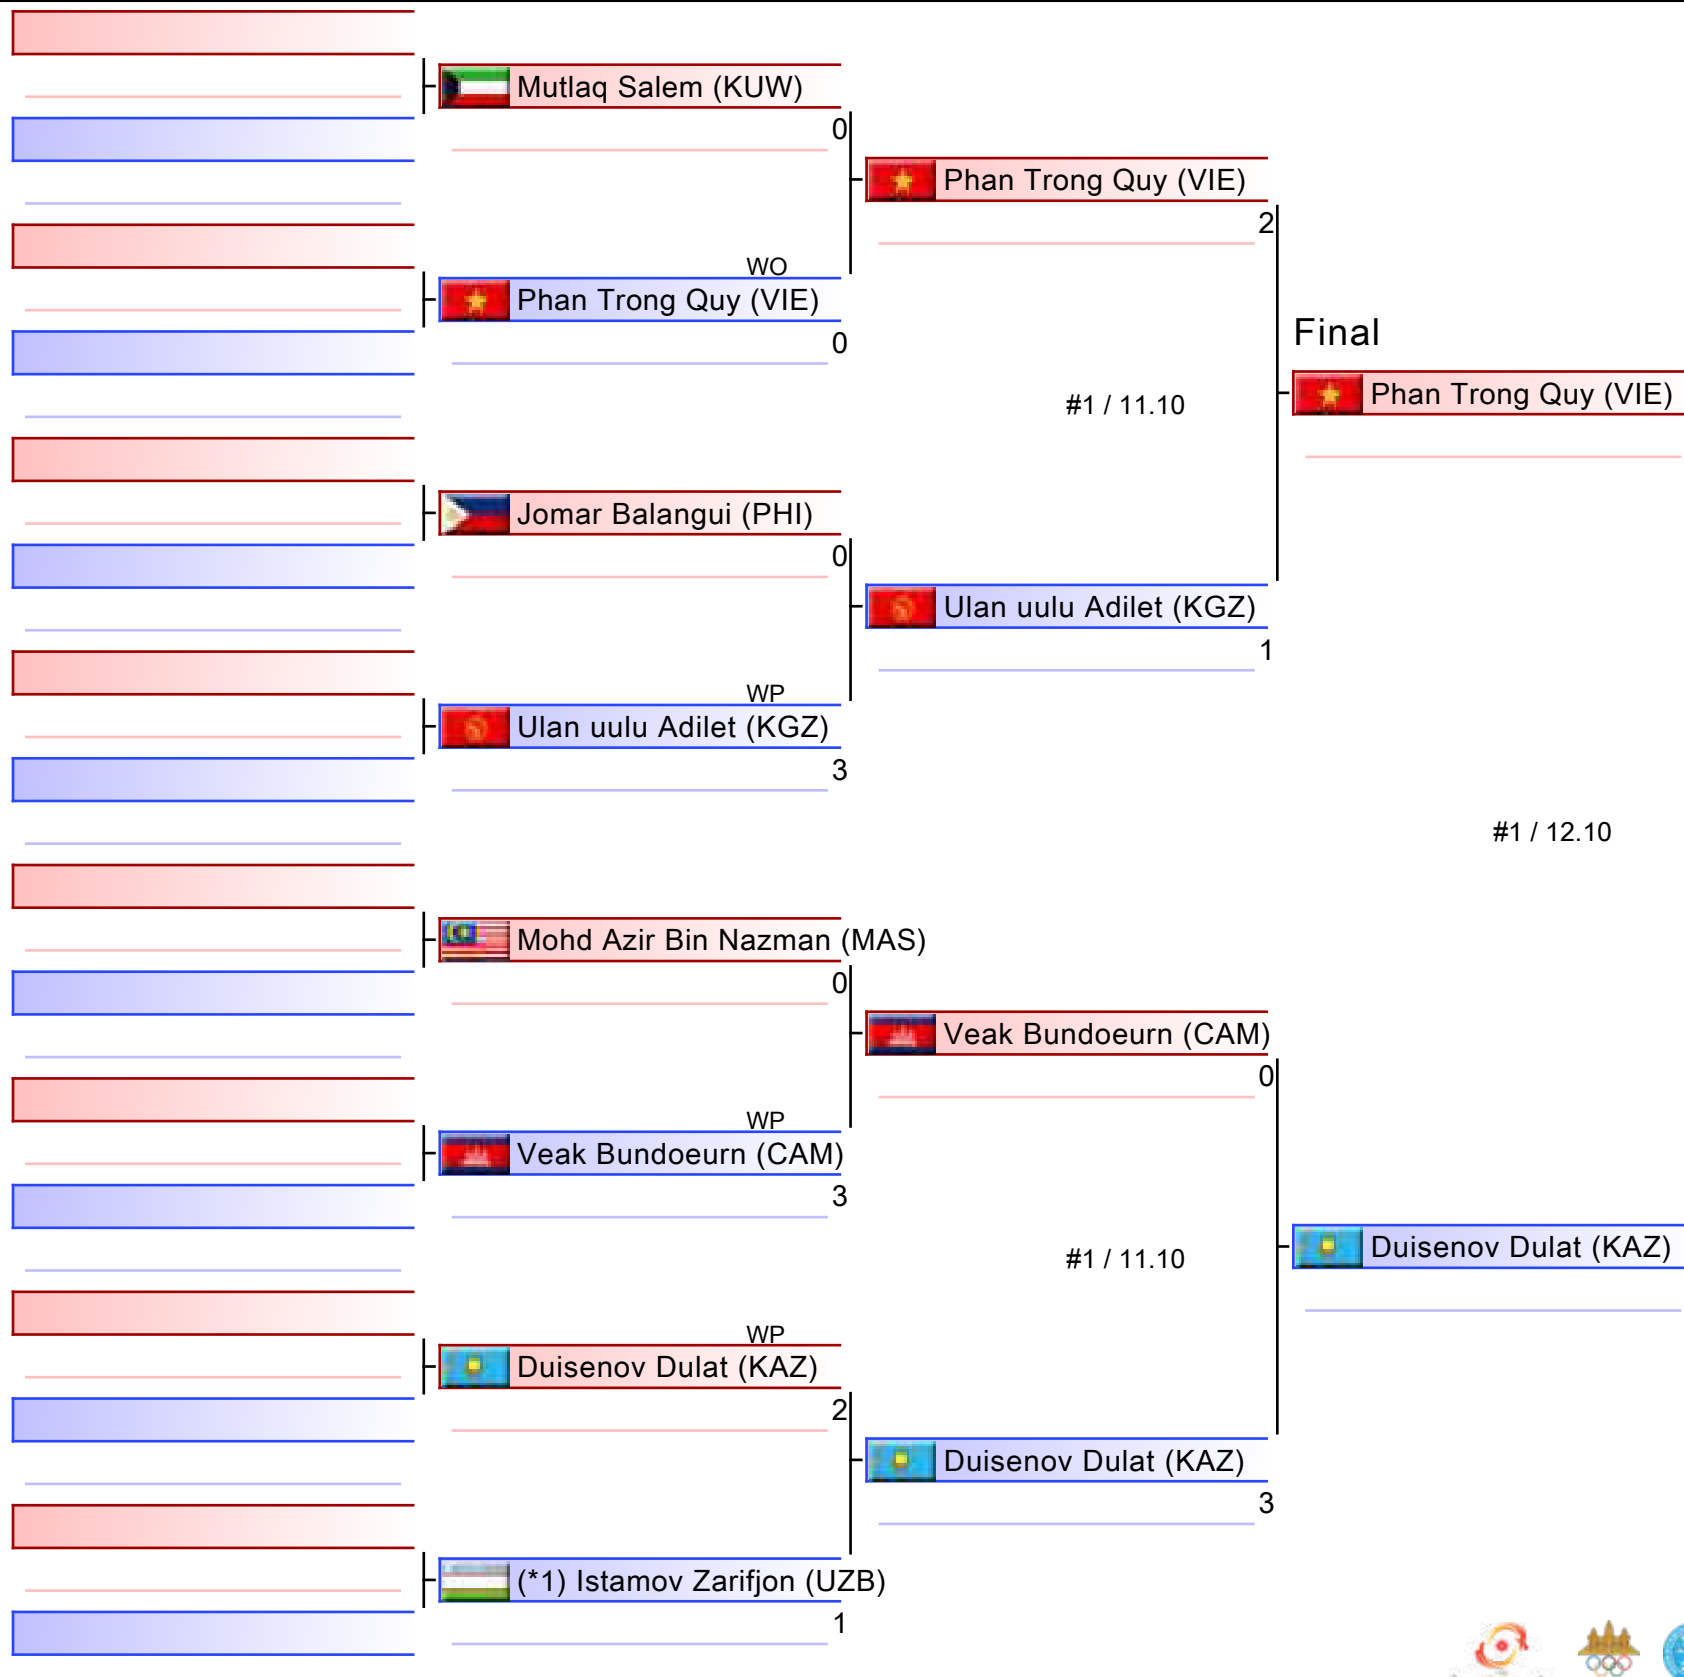 Mutlaq Salem (KUW)
0
WO
Phan Trong Quy (VIE)
0
Jomar Balangui (PHI)
0
WP
Ulan uulu Adilet (KGZ)
3
Mohd Azir Bin Nazman (MAS)
0
WP
Veak Bundoeurn (CAM)
3
WP
Duisenov Dulat (KAZ)
2
(*1) Istamov Zarifjon (UZB)
1
Phan Trong Quy (VIE)
2
#1 / 11.10
Ulan uulu Adilet (KGZ)
1
Veak Bundoeurn (CAM)
0
#1 / 11.10
Duisenov Dulat (KAZ)
3
Final
Phan Trong Quy (VIE)
#1 / 12.10
Duisenov Dulat (KAZ)